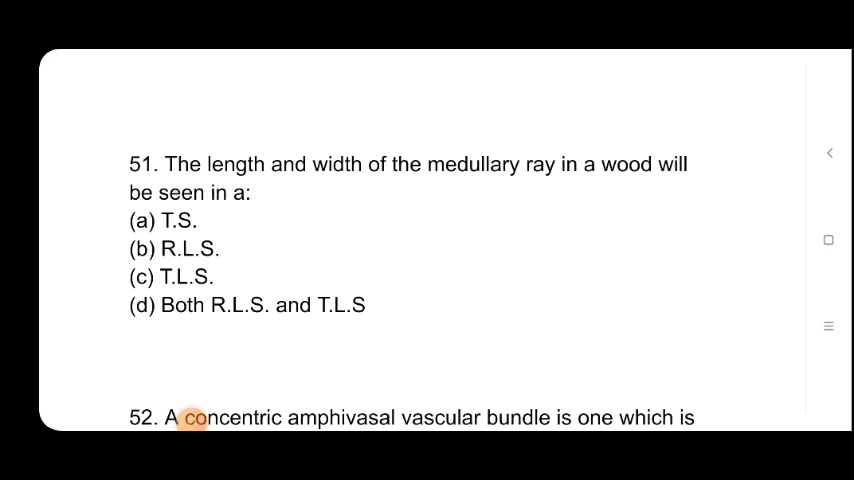 51. The length and width of the medullary ray in a wood will
be seen in a:
(a) T.S.
(b) R.L.S.
(c) T.L.S.
(d) Both R.L.S. and T.L.S
52. A concentric amphivasal vascular bundle is one which is